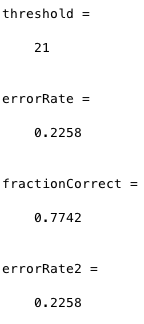 threshold =
21
errorRate =
0.2258
fractionCorrect =
0.7742
errorRate2 =
0.2258